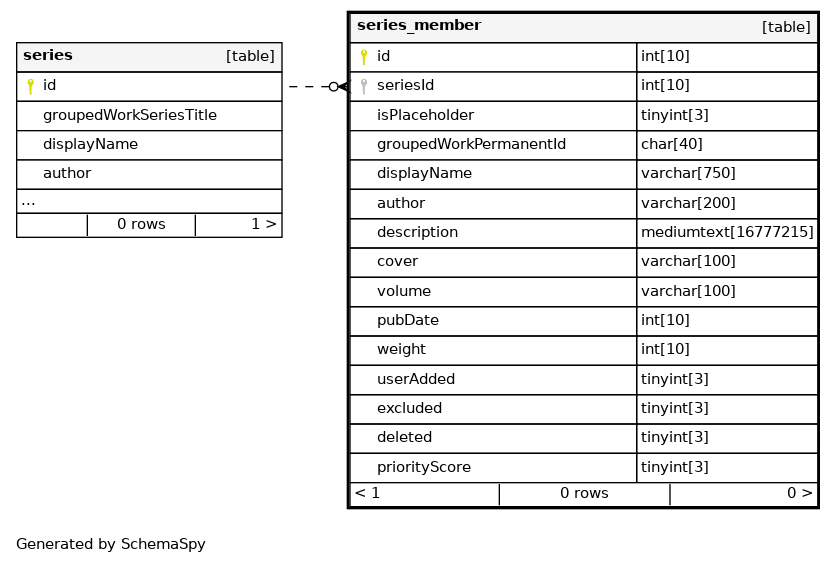 series [table]
id
groupedWorkSeriesTitle
displayName
author
...
0 rows 1 >
series_member [table]
id int[10]
seriesId int[10]
isPlaceholder tinyint[3]
groupedWorkPermanentId char[40]
displayName varchar[750]
author varchar[200]
description mediumtext[16777215]
cover varchar[100]
volume varchar[100]
pubDate int[10]
weight int[10]
userAdded tinyint[3]
excluded tinyint[3]
deleted tinyint[3]
priorityScore tinyint[3]
< 1 0 rows 0 >
Generated by SchemaSpy